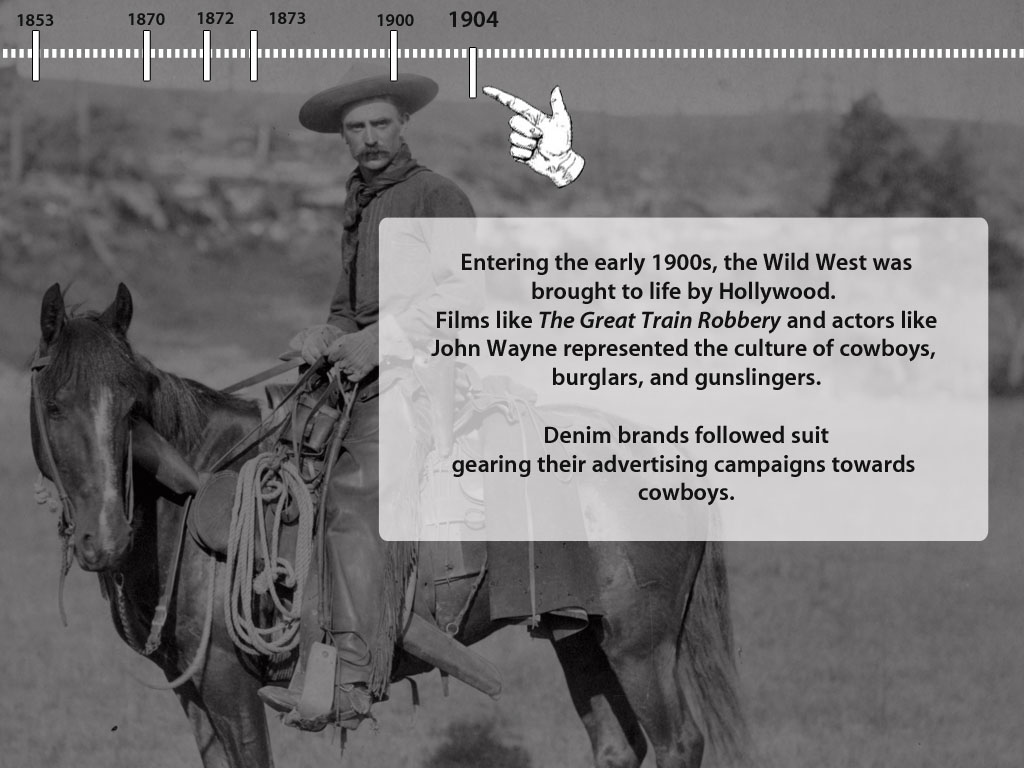 1853 1870 1872 1873 1900 1904
Entering the early 1900s, the Wild West was
brought to life by Hollywood.
Films like The Great Train Robbery and actors like
John Wayne represented the culture of cowboys,
burglars, and gunslingers.
Denim brands followed suit
gearing their advertising campaigns towards
cowboys.